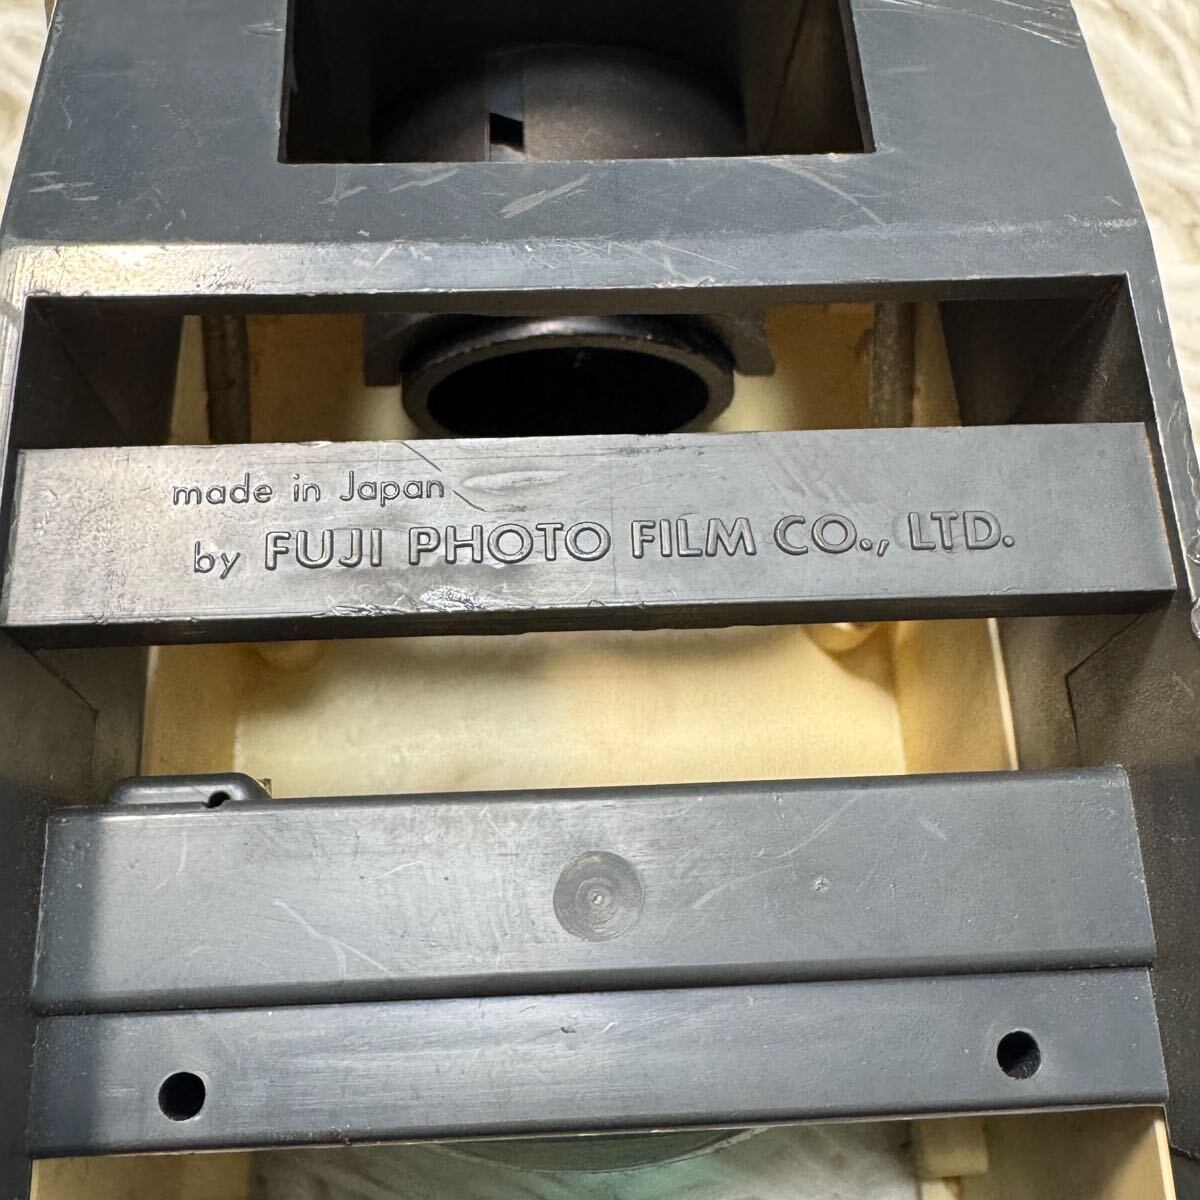 made in Japan
by FUJI PHOTO FILM CO., LTD.